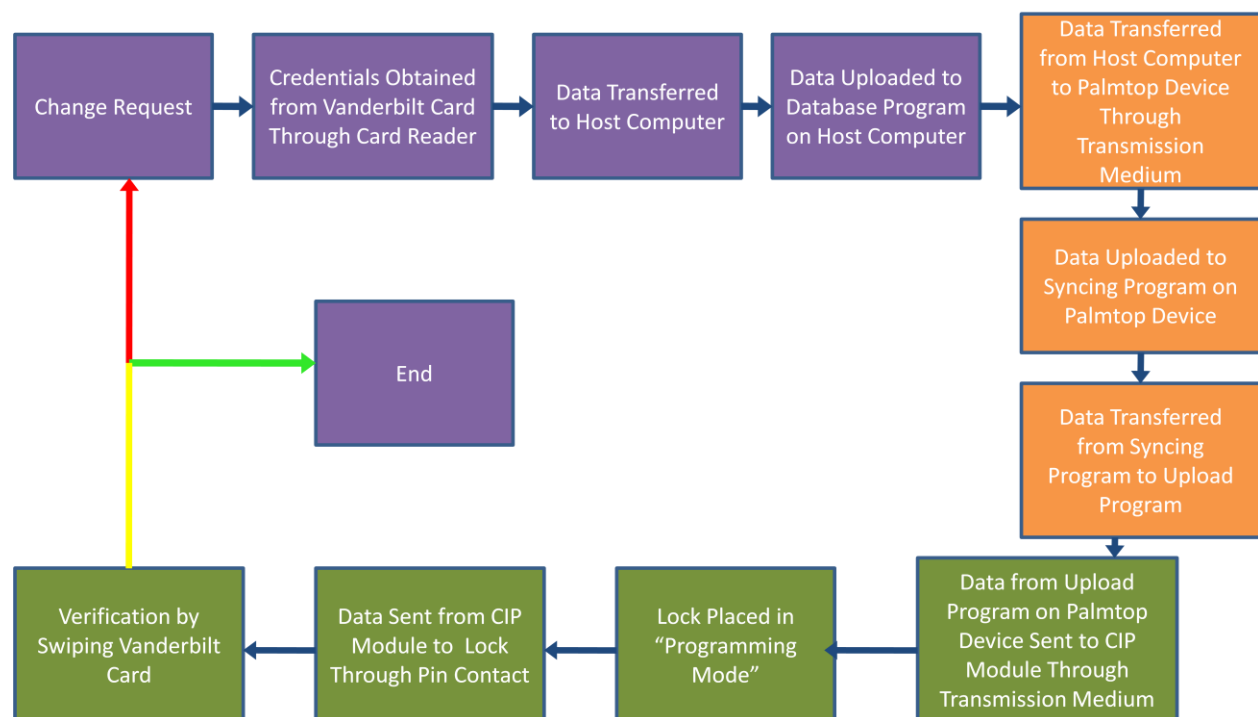 Change Request
Credentials Obtained
from Vanderbilt Card
Through Card Reader
Data Transferred
to Host Computer
Data Uploaded to
Database Program
on Host Computer
Data Transferred
from Host Computer
to Palmtop Device
Through
Transmission
Medium
Data Uploaded to
Syncing Program on
Palmtop Device
Data Transferred
from Syncing
Program to Upload
Program
Data from Upload
Program on Palmtop
Device Sent to CIP
Module Through
Transmission Medium
Lock Placed in
“Programming
Mode”
Data Sent from CIP
Module to Lock
Through Pin Contact
Verification by
Swiping Vanderbilt
Card
End